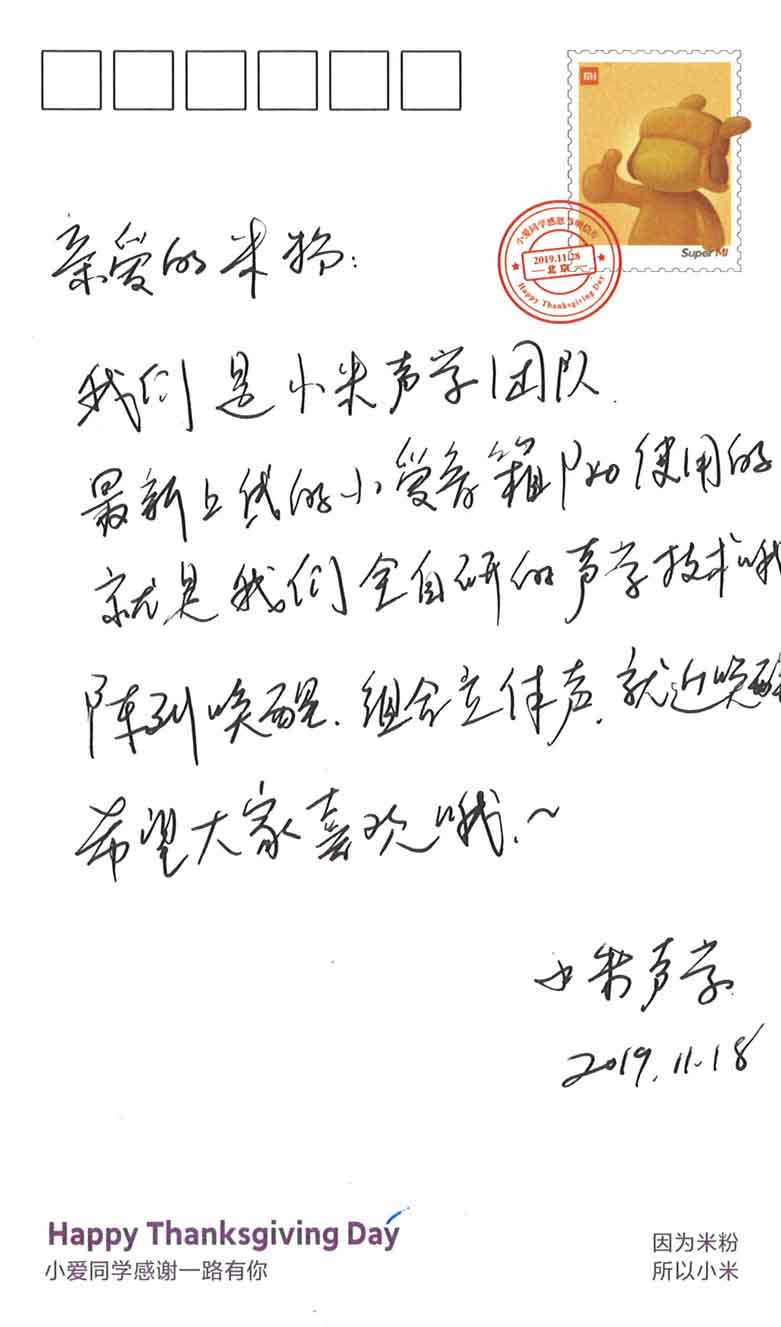 MI
Super MI
小爱同学感恩节明信片
2019.11.28
北京
Happy Thanksgiving Day
亲爱的米粉:
我们是小米声学团队.
最新上线的小爱音箱Pro使用的
就是我们全自研的声学技术哦
阵列唤醒、组合立体声、就近唤醒
希望大家喜欢哦.~
小米声学
2019.11.18
Happy Thanksgiving Day
小爱同学感谢一路有你
因为米粉
所以小米